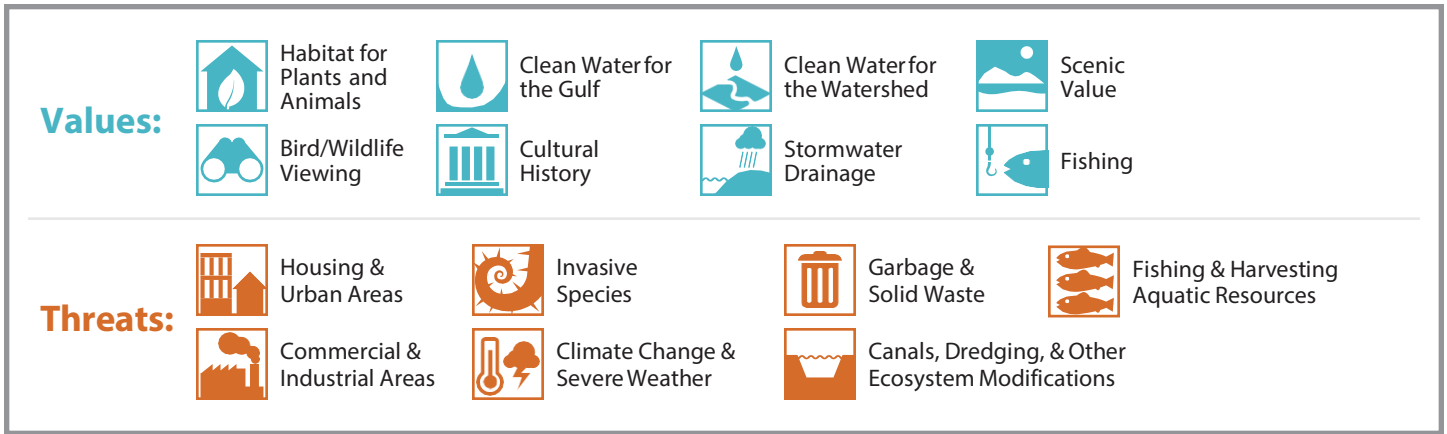 Values:
Habitat for
Plants and
Animals
Clean Water for
the Gulf
Clean Water for
the Watershed
Scenic
Value
Bird/Wildlife
Viewing
Cultural
History
Stormwater
Drainage
Fishing
Threats:
Housing &
Urban Areas
Invasive
Species
Garbage &
Solid Waste
Fishing & Harvesting
Aquatic Resources
Commercial &
Industrial Areas
Climate Change &
Severe Weather
Canals, Dredging, & Other
Ecosystem Modifications